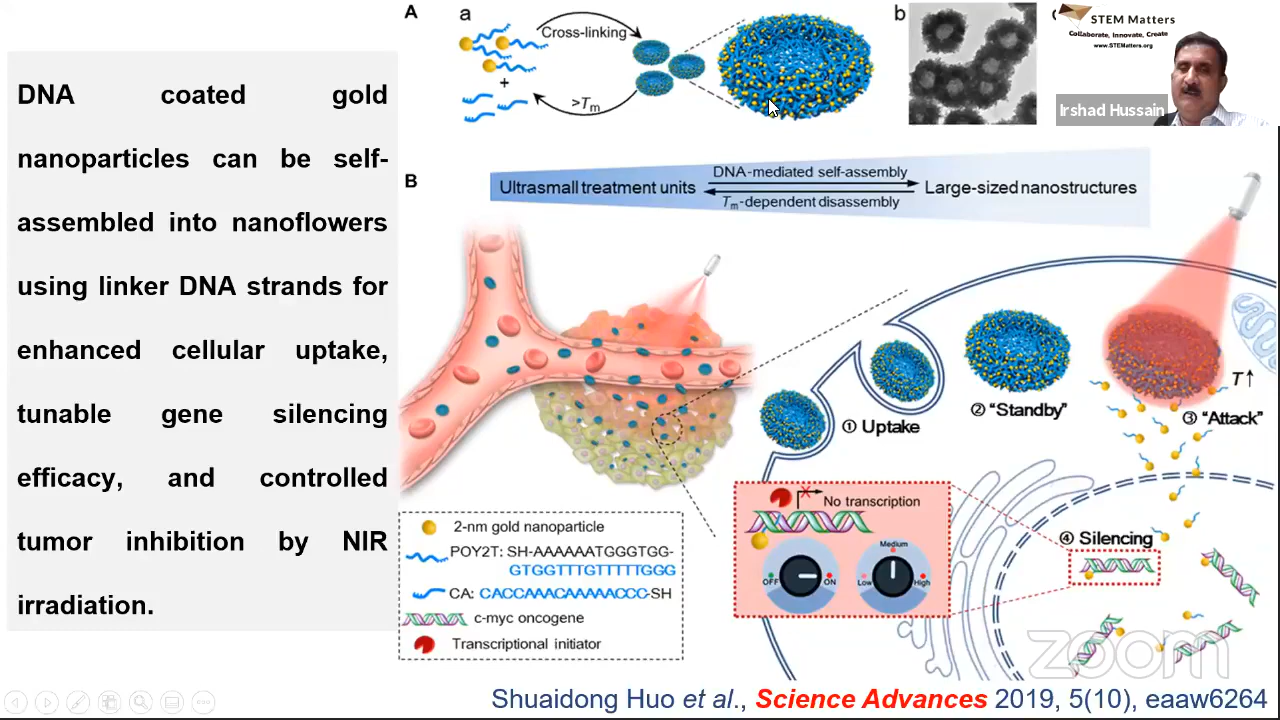 DNA coated gold
nanoparticles can be self-
assembled into nanoflowers
using linker DNA strands for
enhanced cellular uptake,
tunable gene silencing
efficacy, and controlled
tumor inhibition by NIR
irradiation.
A
a
Cross-linking
+
>Tm
b
STEM Matters
Collaborate, Innovate, Create
www.STEMatters.org
Irshad Hussain
B
Ultrasmall treatment units
DNA-mediated self-assembly
Tm-dependent disassembly
Large-sized nanostructures
① Uptake
② "Standby"
T↑
③ "Attack"
④ Silencing
No transcription
OFF
ON
Medium
Low
High
2-nm gold nanoparticle
POY2T: SH-AAAAAATGGGTGG-
GTGGTTTGTTTTTGGG
CA: CACCAAACAAAAACCC-SH
c-myc oncogene
Transcriptional initiator
zoom
Shuaidong Huo et al., Science Advances 2019, 5(10), eaaw6264